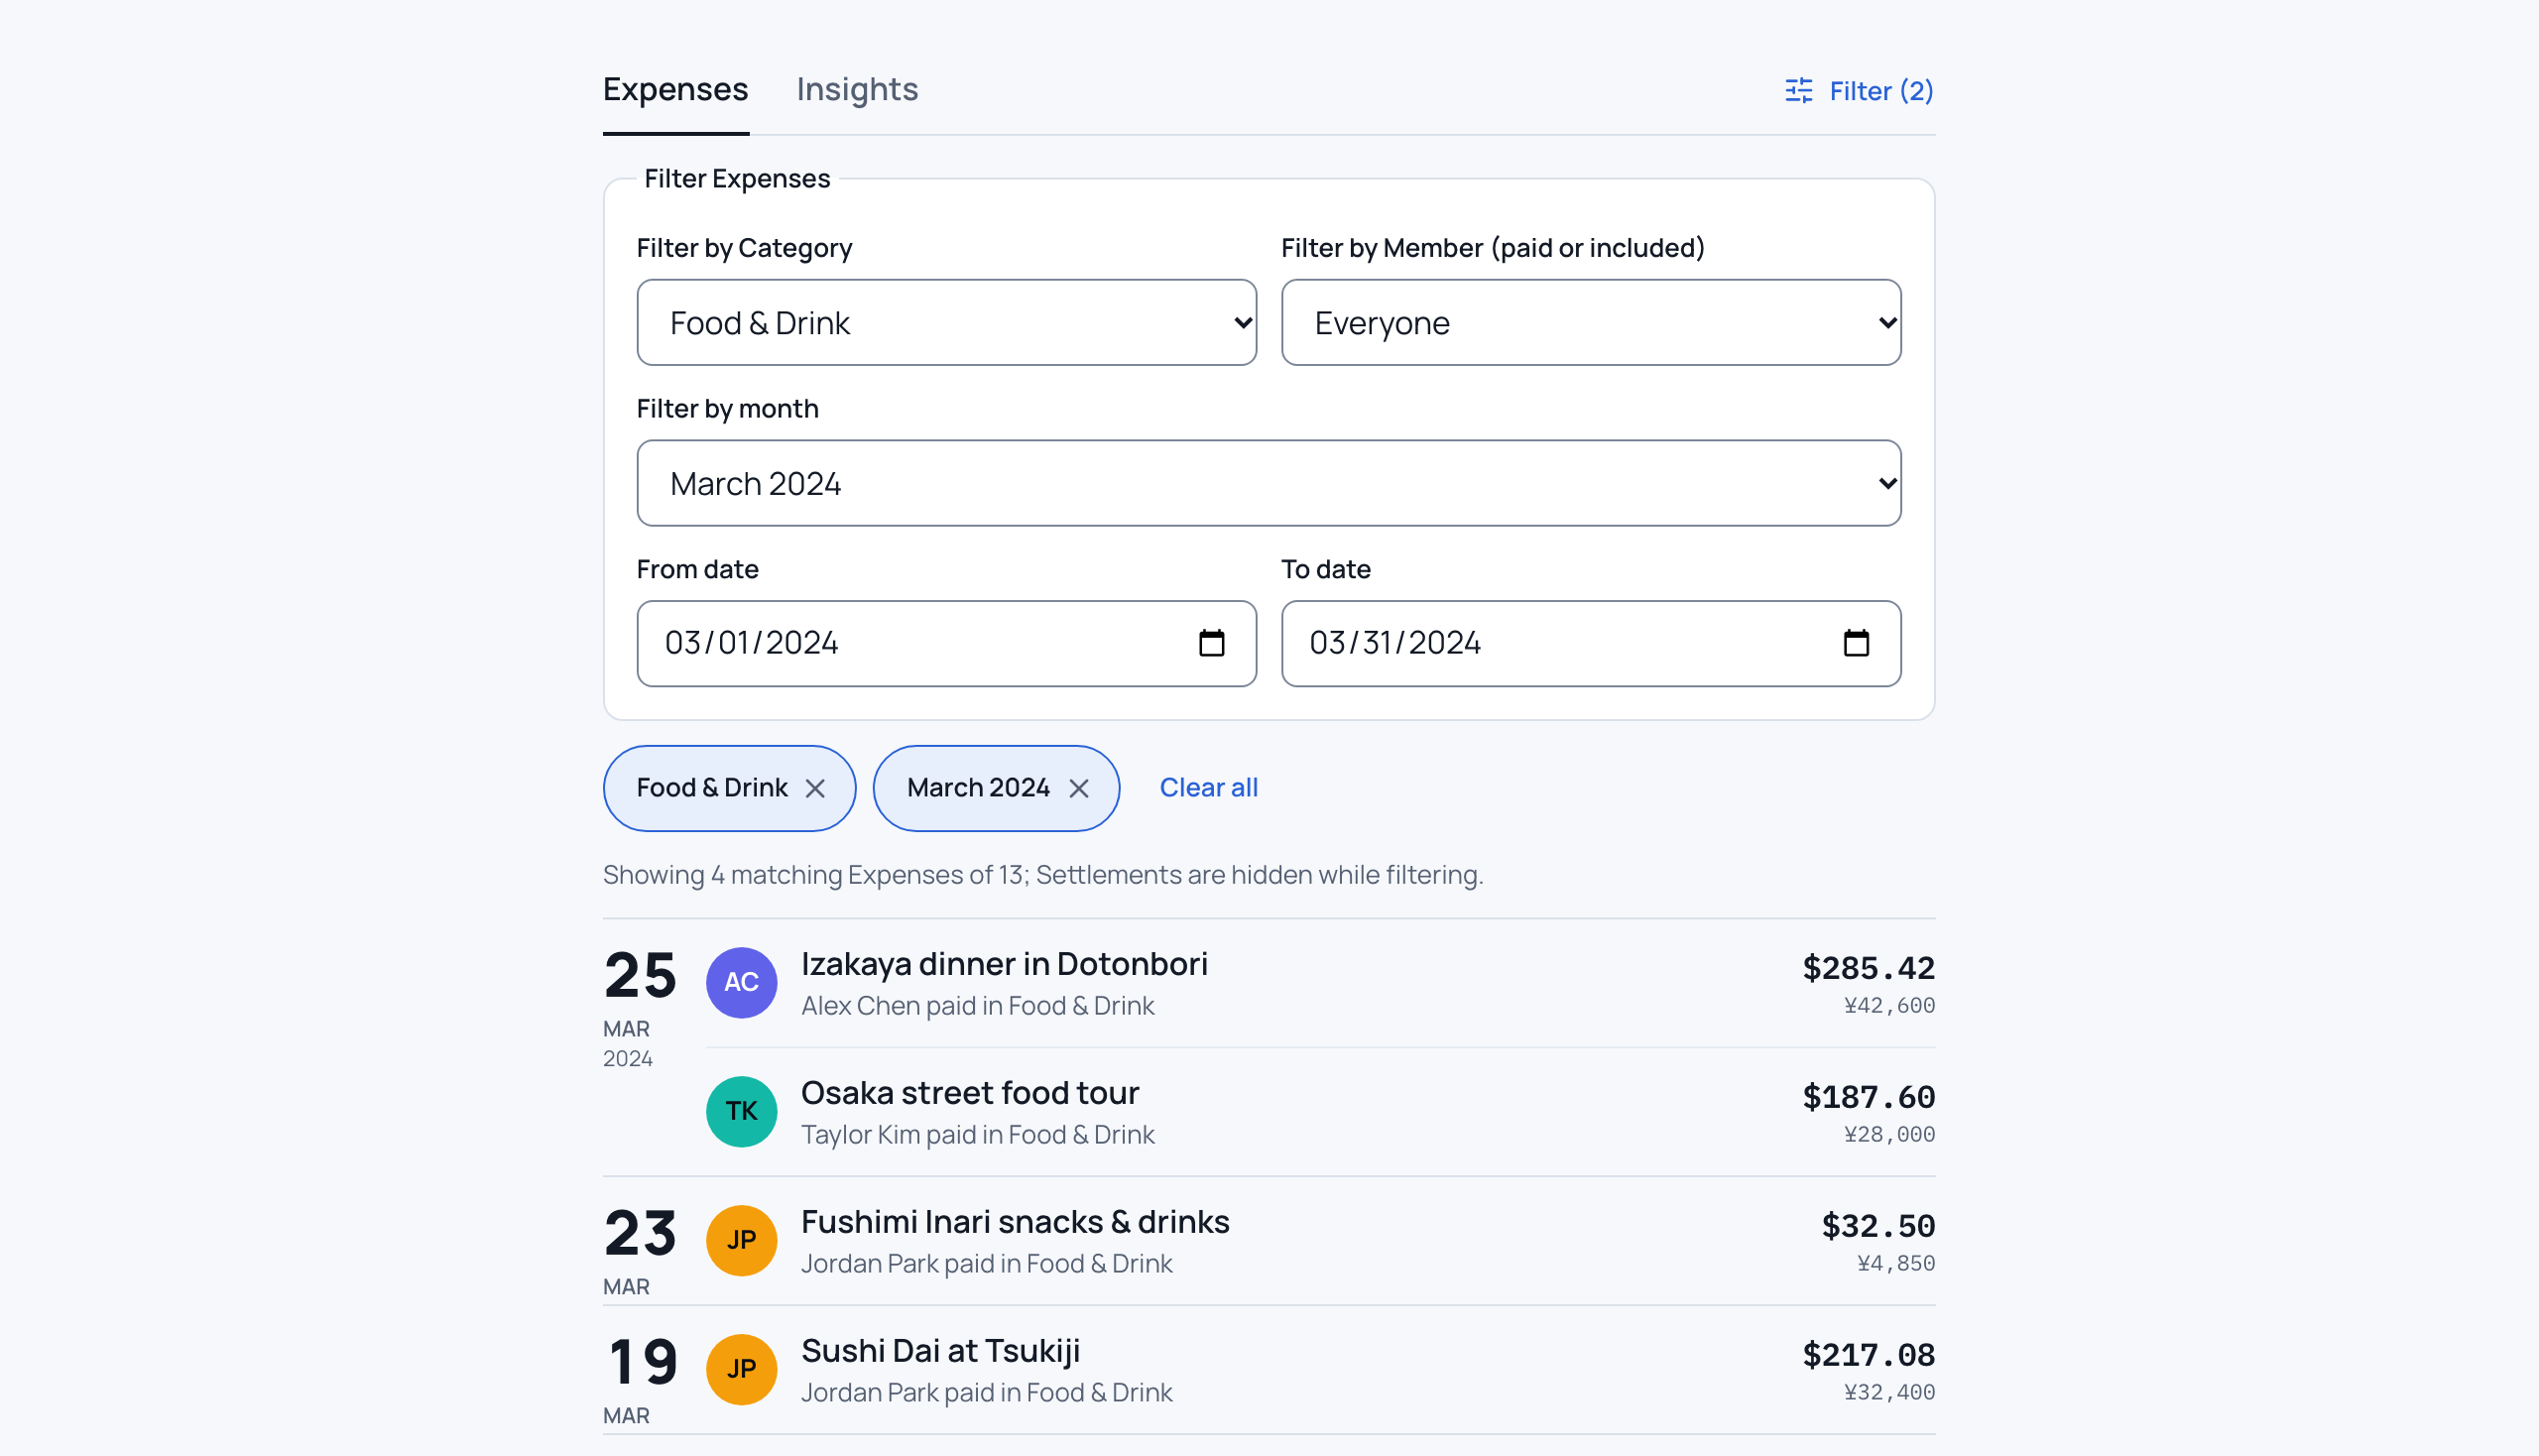 Expenses
Insights
Filter (2)
Filter Expenses
Filter by Category
Filter by Member (paid or included)
Food & Drink
Everyone
Filter by month
March 2024
From date
To date
03/01/2024
03/31/2024
Food & Drink
March 2024
Clear all
Showing 4 matching Expenses of 13; Settlements are hidden while filtering.
25
MAR
2024
AC
Izakaya dinner in Dotonbori
Alex Chen paid in Food & Drink
$285.42
¥42,600
TK
Osaka street food tour
Taylor Kim paid in Food & Drink
$187.60
¥28,000
23
MAR
JP
Fushimi Inari snacks & drinks
Jordan Park paid in Food & Drink
$32.50
¥4,850
19
MAR
JP
Sushi Dai at Tsukiji
Jordan Park paid in Food & Drink
$217.08
¥32,400